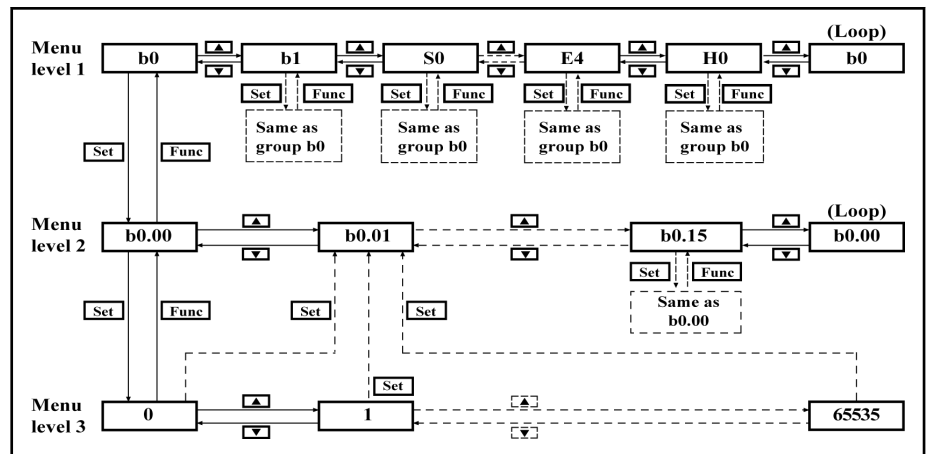 (Loop)
Menu level 1
b0 ▲ ▼ b1 ▲ ▼ S0 ▲ ▼ E4 ▲ ▼ H0 ▲ ▼ b0
Set Func Set Func Set Func Set Func
Same as group b0
Same as group b0
Same as group b0
Same as group b0
Set Func
(Loop)
Menu level 2
b0.00 ▲ ▼ b0.01 ▲ ▼ b0.15 ▲ ▼ b0.00
Set Func
Same as b0.00
Set Func Set Set
Set
Menu level 3
0 ▲ ▼ 1 ▲ ▼ 65535